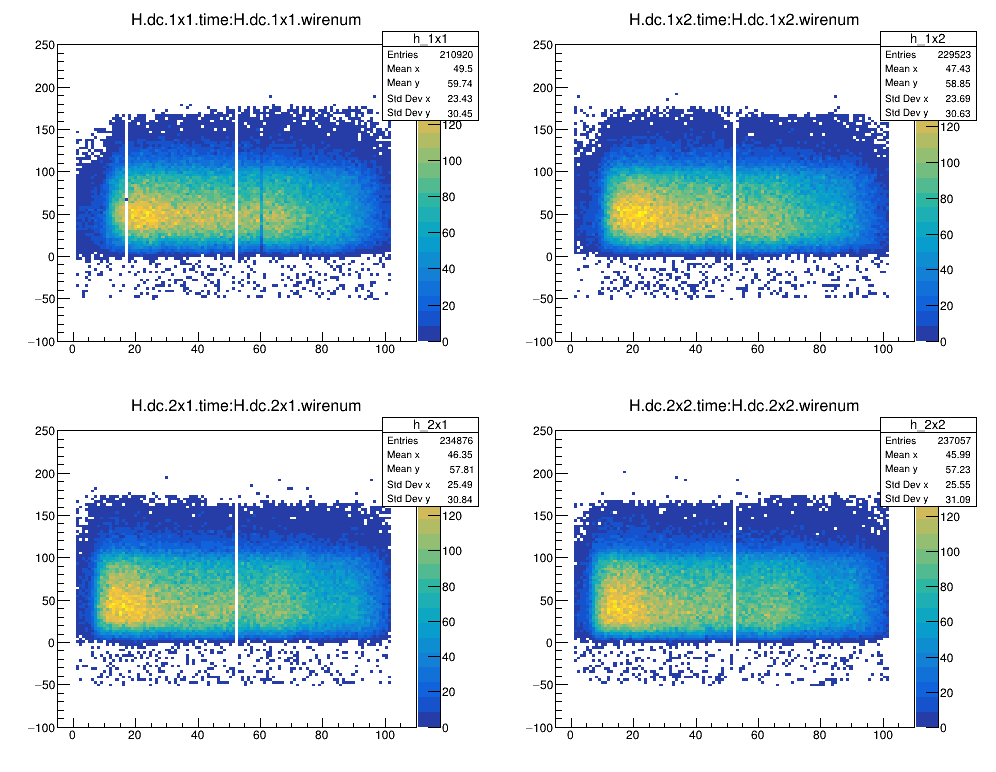 H.dc.1x1.time:H.dc.1x1.wirenum
h_1x1
Entries 210920
Mean x 49.5
Mean y 59.74
Std Dev x 23.43
Std Dev y 30.45
250
200
150
100
50
0
−50
−100
0 20 40 60 80 100
120
100
80
60
40
20
0
H.dc.1x2.time:H.dc.1x2.wirenum
h_1x2
Entries 229523
Mean x 47.43
Mean y 58.85
Std Dev x 23.69
Std Dev y 30.63
250
200
150
100
50
0
−50
−100
0 20 40 60 80 100
120
100
80
60
40
20
0
H.dc.2x1.time:H.dc.2x1.wirenum
h_2x1
Entries 234876
Mean x 46.35
Mean y 57.81
Std Dev x 25.49
Std Dev y 30.84
250
200
150
100
50
0
−50
−100
0 20 40 60 80 100
120
100
80
60
40
20
0
H.dc.2x2.time:H.dc.2x2.wirenum
h_2x2
Entries 237057
Mean x 45.99
Mean y 57.23
Std Dev x 25.55
Std Dev y 31.09
250
200
150
100
50
0
−50
−100
0 20 40 60 80 100
120
100
80
60
40
20
0